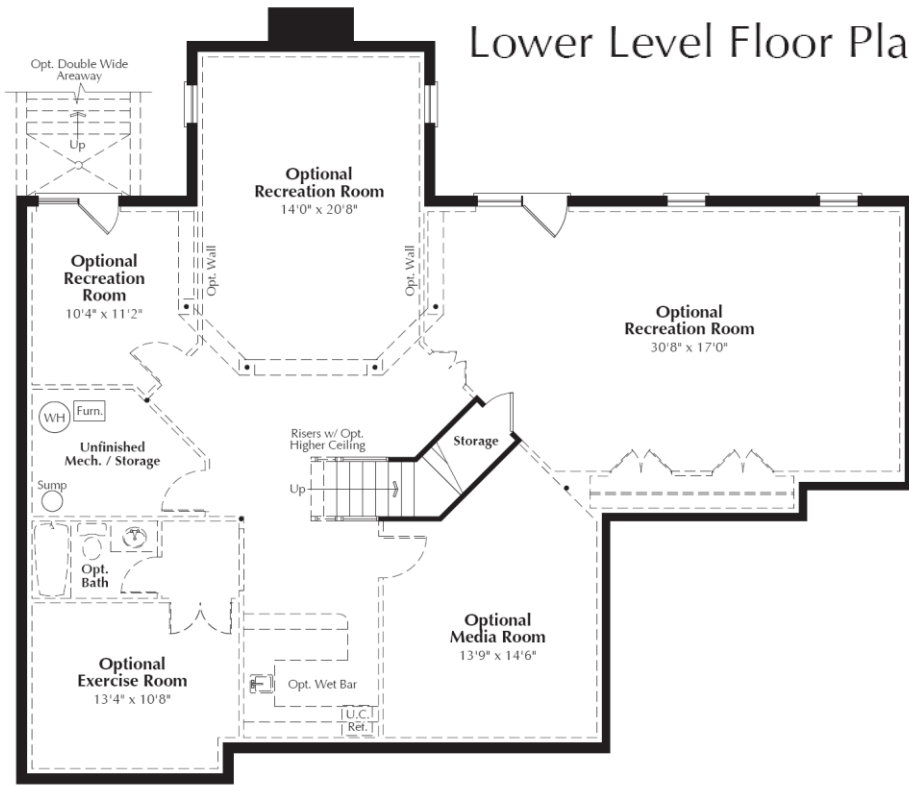 Lower Level Floor Pla
Opt. Double Wide
Areaway
Up
Optional
Recreation Room
14'0" x 20'8"
Opt. Wall
Opt. Wall
Optional
Recreation
Room
10'4" x 11'2"
Optional
Recreation Room
30'8" x 17'0"
WH
Furn.
Unfinished
Mech. / Storage
Sump
Risers w/ Opt.
Higher Ceiling
Up
Storage
Opt.
Bath
Optional
Media Room
13'9" x 14'6"
Optional
Exercise Room
13'4" x 10'8"
Opt. Wet Bar
U.C.
Ref.